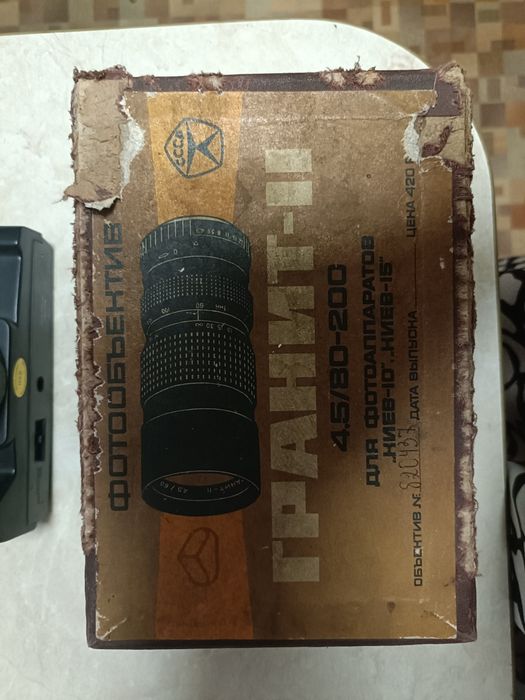 СССР
ФОТООБЪЕКТИВ
ГРАНИТ-11
4.5/80-200
ДЛЯ ФОТОАППАРАТОВ
„КИЕВ-10" „КИЕВ-15"
ОБЪЕКТИВ № 820437 ДАТА ВЫПУСКА ЦЕНА 420 Р